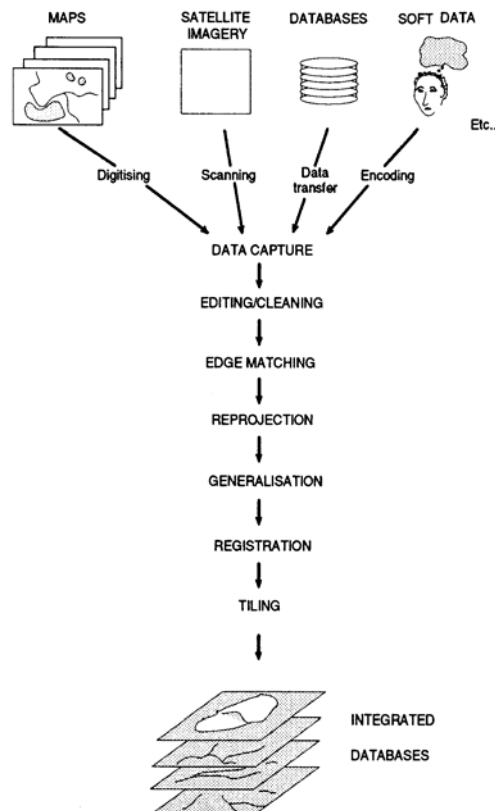 MAPS
SATELLITE
IMAGERY
DATABASES
SOFT DATA
Etc..
Digitising
Scanning
Data
transfer
Encoding
DATA CAPTURE
EDITING/CLEANING
EDGE MATCHING
REPROJECTION
GENERALISATION
REGISTRATION
TILING
INTEGRATED
DATABASES